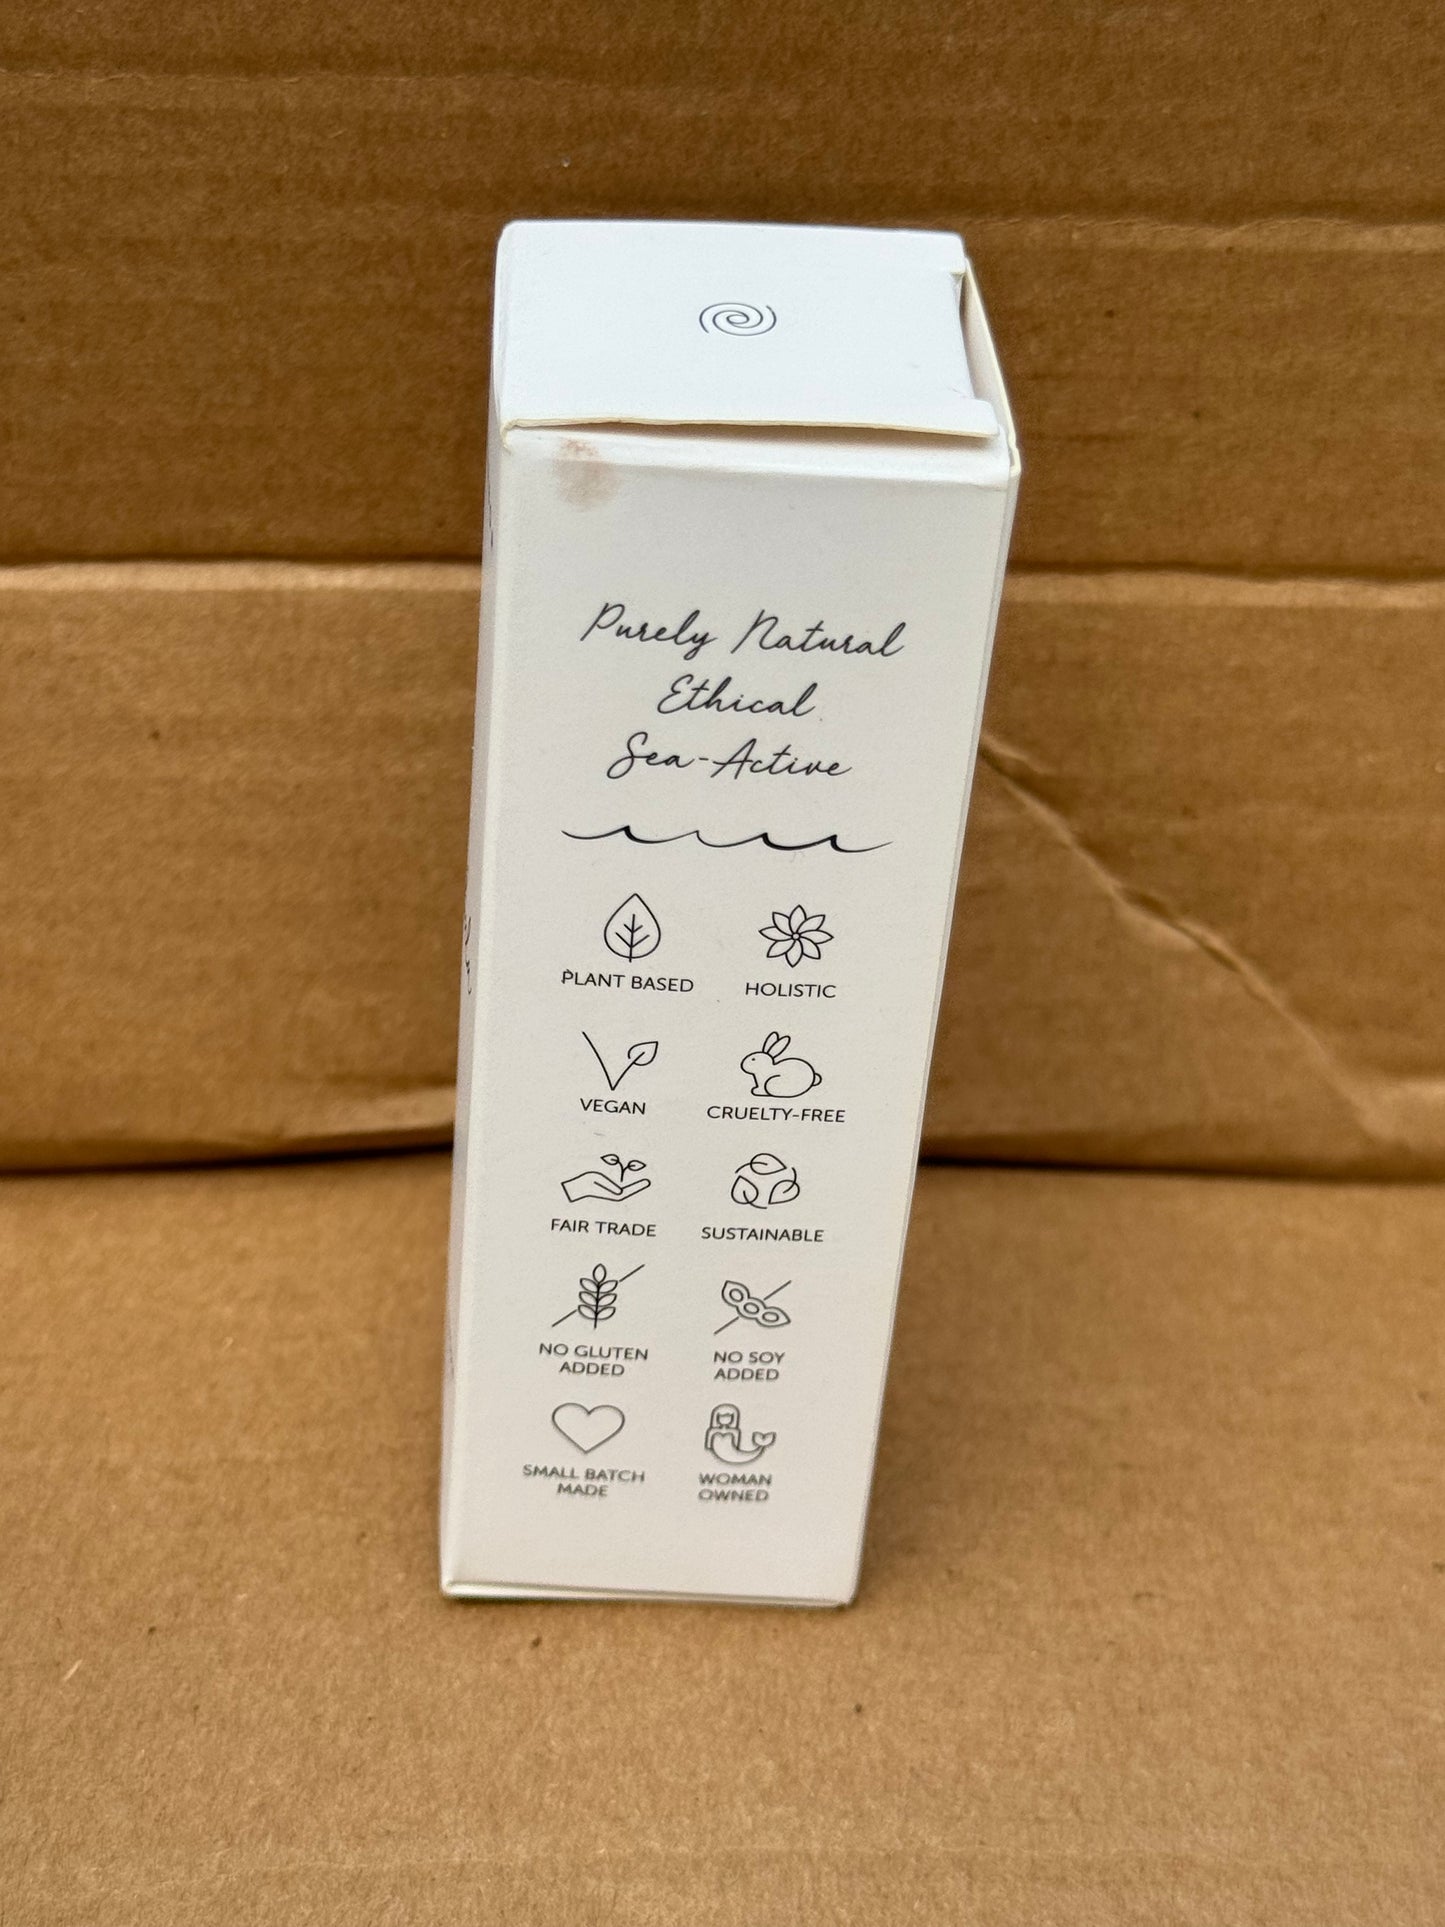 Purely Natural
Ethical
Sea-Active
PLANT BASED
HOLISTIC
VEGAN
CRUELTY-FREE
FAIR TRADE
SUSTAINABLE
NO GLUTEN
ADDED
NO SOY
ADDED
SMALL BATCH
MADE
WOMAN
OWNED